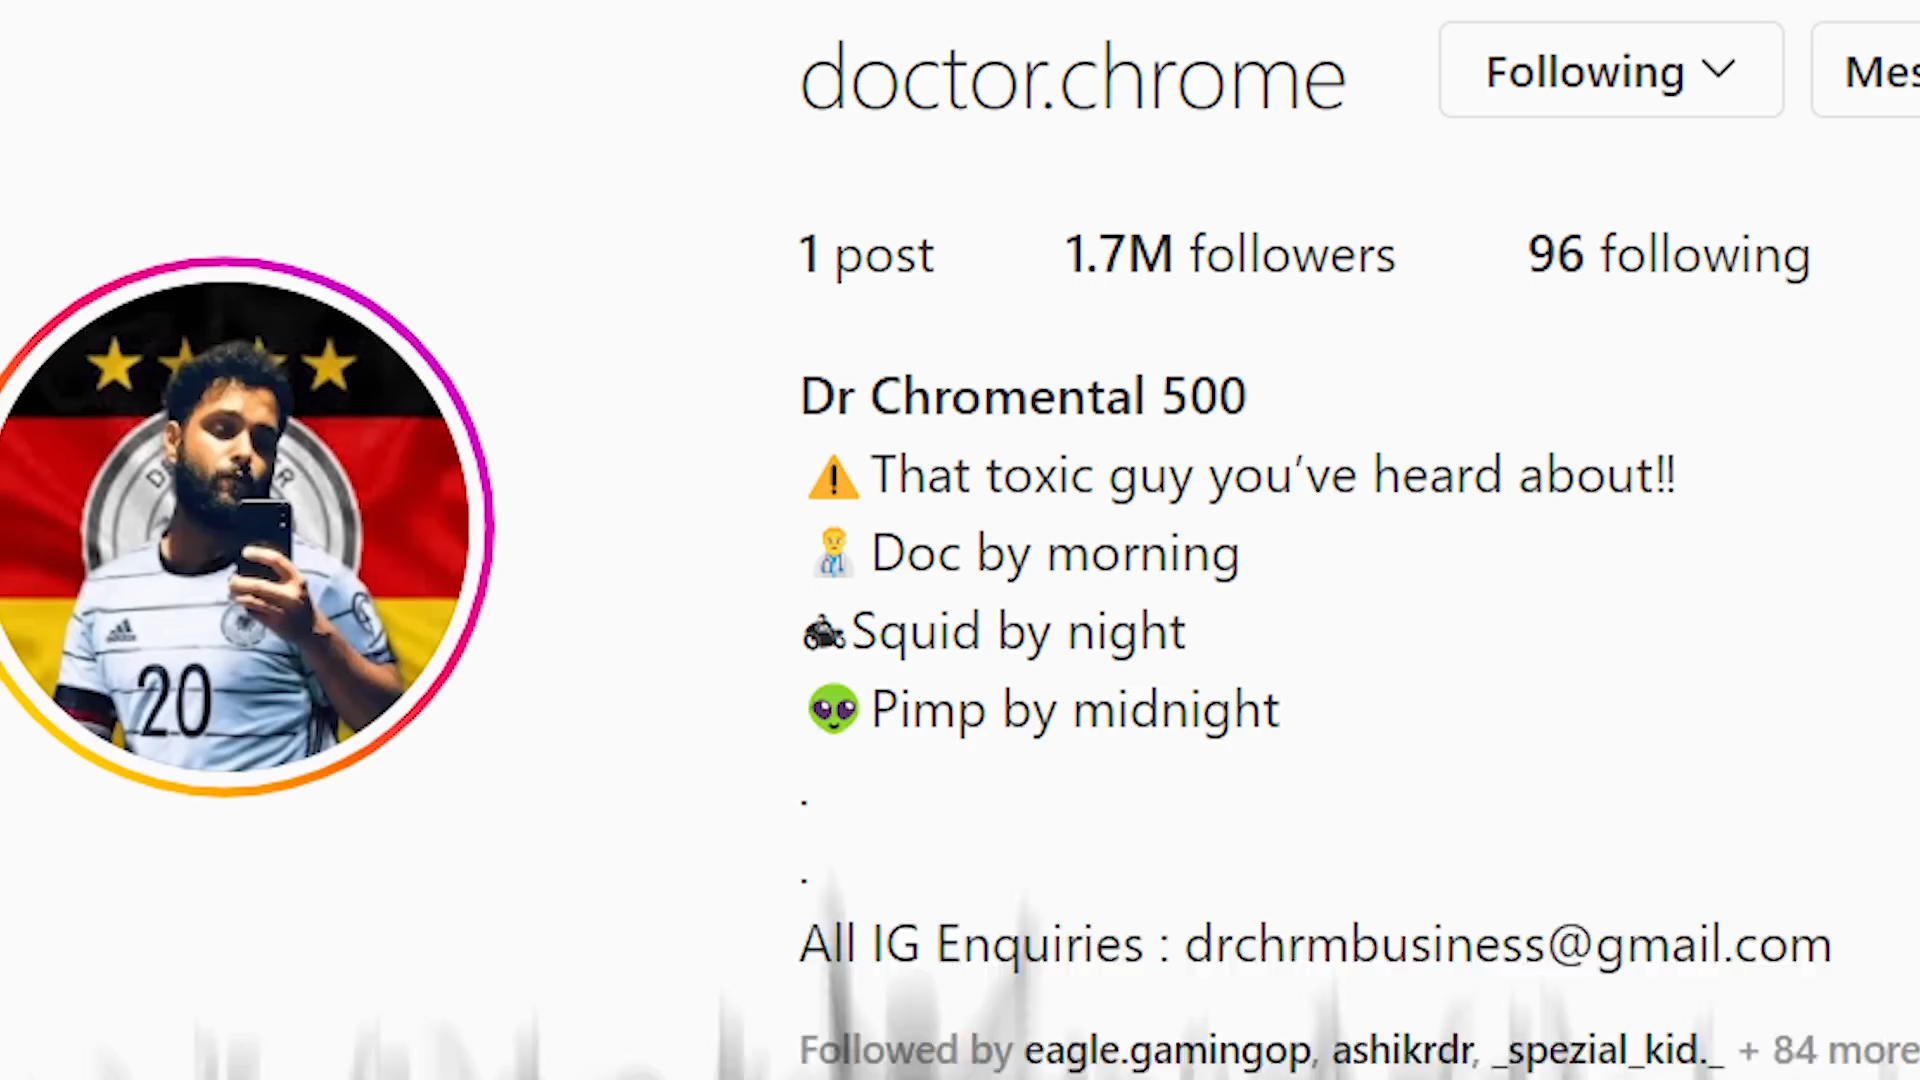 doctor.chrome
Following
1 post 1.7M followers 96 following
Dr Chromental 500
⚠️ That toxic guy you’ve heard about!!
👨‍⚕️ Doc by morning
🏍️Squid by night
👽 Pimp by midnight
.
.
All IG Enquiries : drchrmbusiness@gmail.com
Followed by eagle.gamingop, ashikrdr, _spezial_kid._ + 84 more
20